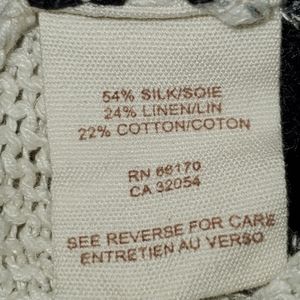 54% SILK/SOIE
24% LINEN/LIN
22% COTTON/COTON
RN 66170
CA 32054
SEE REVERSE FOR CARE
ENTRETIEN AU VERSO